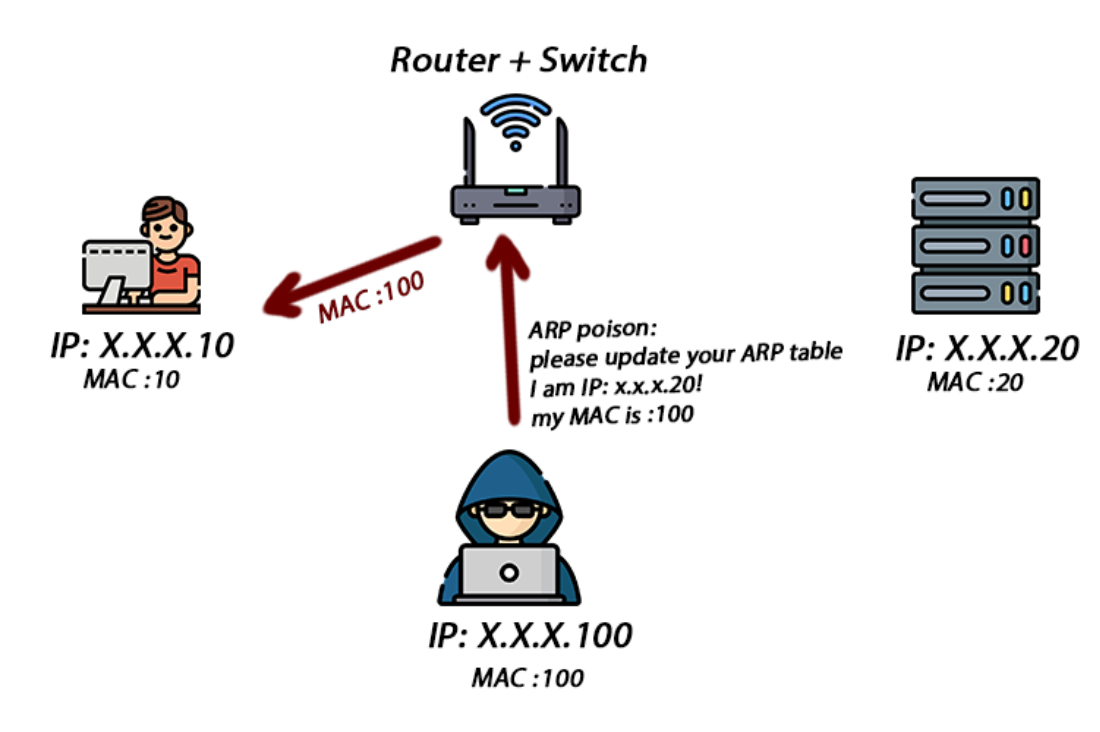 Router + Switch
MAC :100
IP: X.X.X.10
MAC :10
ARP poison:
please update your ARP table
I am IP: x.x.x.20!
my MAC is :100
IP: X.X.X.20
MAC :20
IP: X.X.X.100
MAC :100